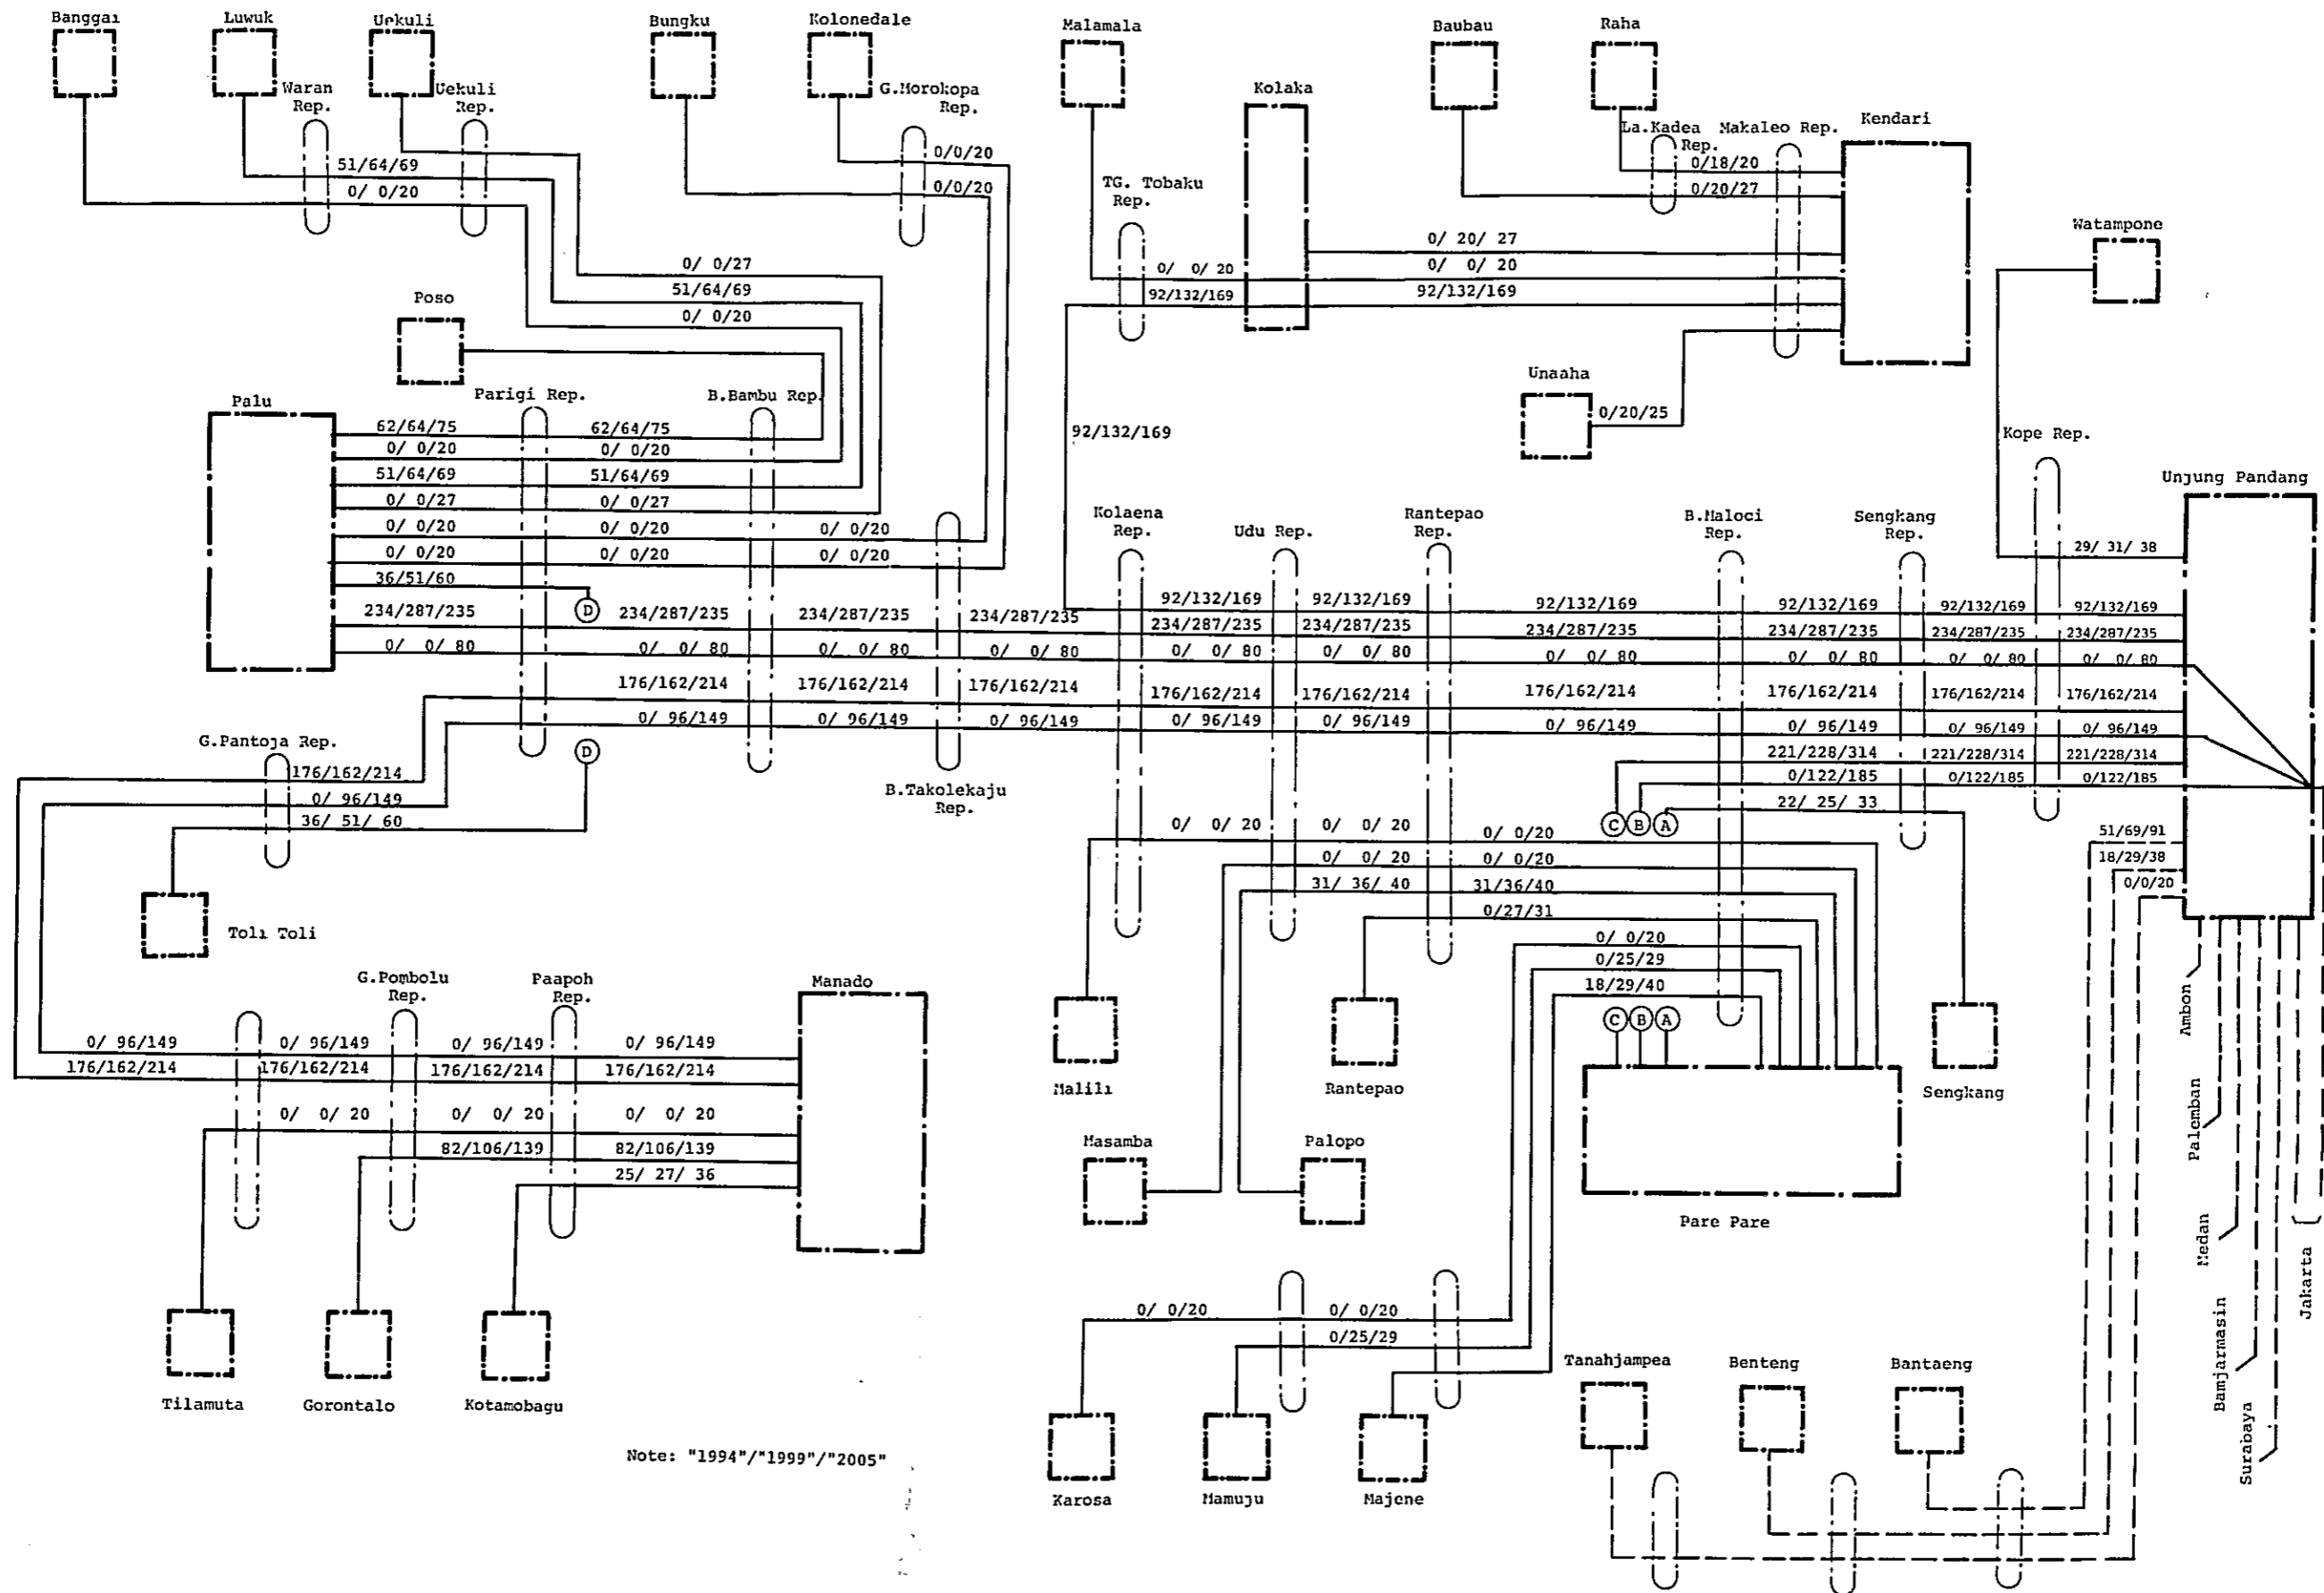 Banggai
Luwuk
Uekuli
Bungku
Kolonedale
Malamala
Baubau
Raha
Waran
Rep.
Uekuli
Rep.
G.Morokopa
Rep.
Kolaka
La.Kadea
Rep.
Makaleo Rep.
Kendari
51/64/69
0/ 0/20
0/0/20
0/0/20
0/18/20
0/20/27
TG. Tobaku
Rep.
Watampone
0/ 0/27
51/64/69
0/ 0/20
0/ 20/ 27
0/ 0/ 20
0/ 0/ 20
92/132/169
92/132/169
Poso
Unaaha
0/20/25
Palu
Parigi Rep.
B.Bambu Rep.
92/132/169
Kope Rep.
Unjung Pandang
62/64/75
62/64/75
0/ 0/20
0/ 0/20
51/64/69
51/64/69
0/ 0/27
0/ 0/27
0/ 0/20
0/ 0/20
0/ 0/20
0/ 0/20
0/ 0/20
0/ 0/20
36/51/60
D
Kolaena
Rep.
Udu Rep.
Rantepao
Rep.
B.Maloci
Rep.
Sengkang
Rep.
29/ 31/ 38
92/132/169
92/132/169
92/132/169
92/132/169
92/132/169
92/132/169
234/287/235
234/287/235
234/287/235
234/287/235
234/287/235
234/287/235
234/287/235
234/287/235
234/287/235
234/287/235
0/ 0/ 80
0/ 0/ 80
0/ 0/ 80
0/ 0/ 80
0/ 0/ 80
0/ 0/ 80
0/ 0/ 80
0/ 0/ 80
0/ 0/ 80
0/ 0/ 80
176/162/214
176/162/214
176/162/214
176/162/214
176/162/214
176/162/214
176/162/214
176/162/214
176/162/214
0/ 96/149
0/ 96/149
0/ 96/149
0/ 96/149
0/ 96/149
0/ 96/149
0/ 96/149
0/ 96/149
0/ 96/149
G.Pantoja Rep.
D
221/228/314
221/228/314
221/228/314
176/162/214
0/122/185
0/122/185
0/122/185
0/ 96/149
B.Takolekaju
Rep.
22/ 25/ 33
36/ 51/ 60
C
B
A
0/ 0/ 20
0/ 0/ 20
0/ 0/20
51/69/91
0/ 0/ 20
0/ 0/20
18/29/38
31/ 36/ 40
31/36/40
0/0/20
0/27/31
Toli Toli
0/ 0/20
0/25/29
18/29/40
G.Pombolu
Rep.
Paapoh
Rep.
Manado
C
B
A
0/ 96/149
0/ 96/149
0/ 96/149
0/ 96/149
176/162/214
176/162/214
176/162/214
176/162/214
Malili
Rantepao
Sengkang
Ambon
Palemban
Medan
Bamjarmasin
Surabaya
Jakarta
0/ 0/ 20
0/ 0/ 20
0/ 0/ 20
82/106/139
82/106/139
25/ 27/ 36
Masamba
Palopo
Pare Pare
0/ 0/20
0/ 0/20
0/25/29
Tilamuta
Gorontalo
Kotamobagu
Tanahjampea
Benteng
Bantaeng
Note: "1994"/"1999"/"2005"
Karosa
Mamuju
Majene